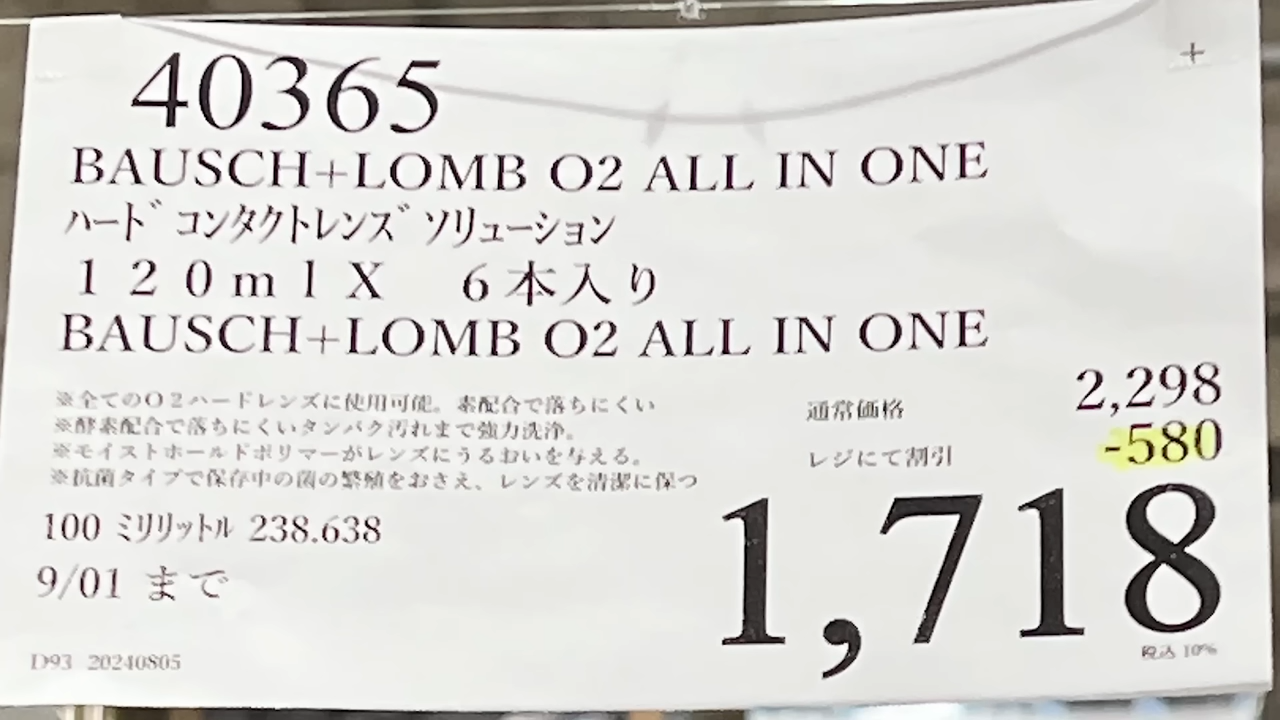 40365
BAUSCH+LOMB O2 ALL IN ONE
ハード コンタクトレンズ ソリューション
120mlX 6本入り
BAUSCH+LOMB O2 ALL IN ONE
※全てのO2ハードレンズに使用可能。素配合で落ちにくい
※酵素配合で落ちにくいタンパク汚れまで強力洗浄。
※モイストホールドポリマーがレンズにうるおいを与える。
※抗菌タイプで保存中の菌の繁殖をおさえ、レンズを清潔に保つ
通常価格 2,298
レジにて割引 -580
1,718
税込 10%
100 ミリリットル 238.638
9/01 まで
D93 20240805